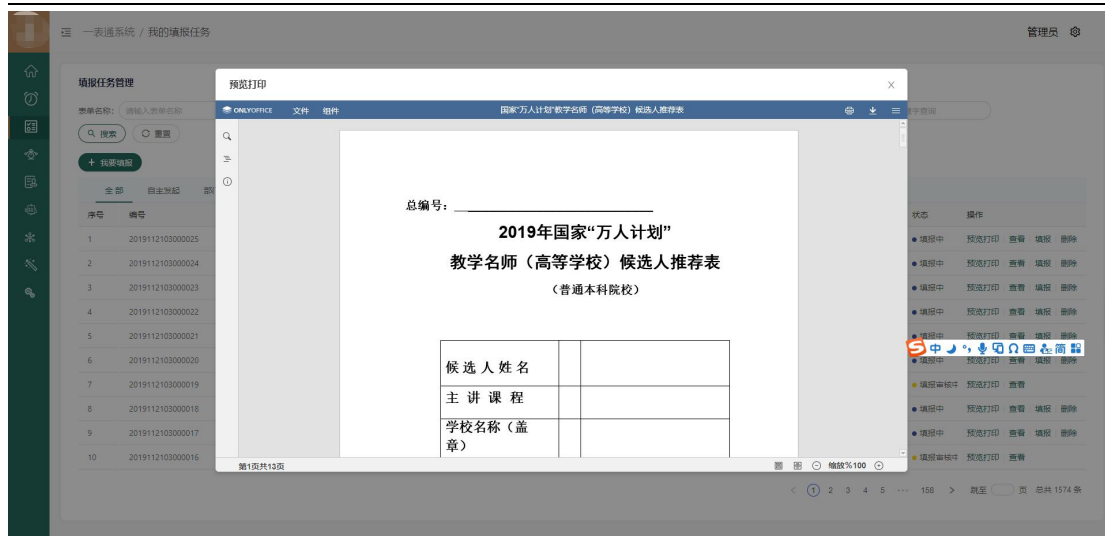 一表通系统 / 我的填报任务
管理员
填报任务管理
预览打印
表单名称: 请输入表单名称
搜索
重置
我要填报
ONLYOFFICE 文件 组件 国家"万人计划"教学名师（高等学校）候选人推荐表
全部 自主发起
序号 编号 状态 操作
总编号：
2019年国家“万人计划”
教学名师（高等学校）候选人推荐表
（普通本科院校）
候选人姓名
主讲课程
学校名称（盖
章）
1 2019112103000025 填报中 预览打印 查看 填报 删除
2 2019112103000024 填报中 预览打印 查看 填报 删除
3 2019112103000023 填报中 预览打印 查看 填报 删除
4 2019112103000022 填报中 预览打印 查看 填报 删除
5 2019112103000021 填报中 预览打印 查看 填报 删除
中 简
6 2019112103000020 填报中 预览打印 查看 填报 删除
7 2019112103000019 填报审核中 预览打印 查看
8 2019112103000018 填报中 预览打印 查看 填报 删除
9 2019112103000017 填报中 预览打印 查看 填报 删除
10 2019112103000016 填报审核中 预览打印 查看
第1页共13页
缩放%100
1 2 3 4 5 ··· 158 跳至 页 总共 1574 条